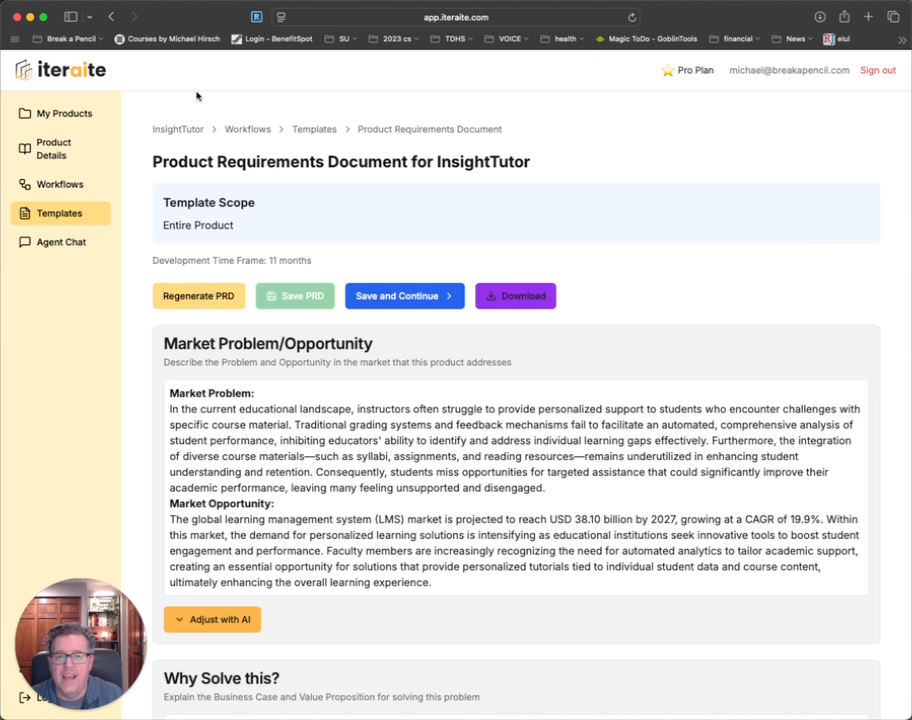 app.iteraite.com
Break a Pencil
Courses by Michael Hirsch
Login - BenefitSpot
SU
2023 cs
TDHS
VOICE
health
Magic ToDo - GoblinTools
financial
News
elul
iteraite
Pro Plan
michael@breakapencil.com
Sign out
My Products
Product
Details
Workflows
Templates
Agent Chat
InsightTutor > Workflows > Templates > Product Requirements Document
Product Requirements Document for InsightTutor
Template Scope
Entire Product
Development Time Frame: 11 months
Regenerate PRD
Save PRD
Save and Continue
Download
Market Problem/Opportunity
Describe the Problem and Opportunity in the market that this product addresses
Market Problem:
In the current educational landscape, instructors often struggle to provide personalized support to students who encounter challenges with
specific course material. Traditional grading systems and feedback mechanisms fail to facilitate an automated, comprehensive analysis of
student performance, inhibiting educators' ability to identify and address individual learning gaps effectively. Furthermore, the integration
of diverse course materials—such as syllabi, assignments, and reading resources—remains underutilized in enhancing student
understanding and retention. Consequently, students miss opportunities for targeted assistance that could significantly improve their
academic performance, leaving many feeling unsupported and disengaged.
Market Opportunity:
The global learning management system (LMS) market is projected to reach USD 38.10 billion by 2027, growing at a CAGR of 19.9%. Within
this market, the demand for personalized learning solutions is intensifying as educational institutions seek innovative tools to boost student
engagement and performance. Faculty members are increasingly recognizing the need for automated analytics to tailor academic support,
creating an essential opportunity for solutions that provide personalized tutorials tied to individual student data and course content,
ultimately enhancing the overall learning experience.
Adjust with AI
Why Solve this?
Explain the Business Case and Value Proposition for solving this problem